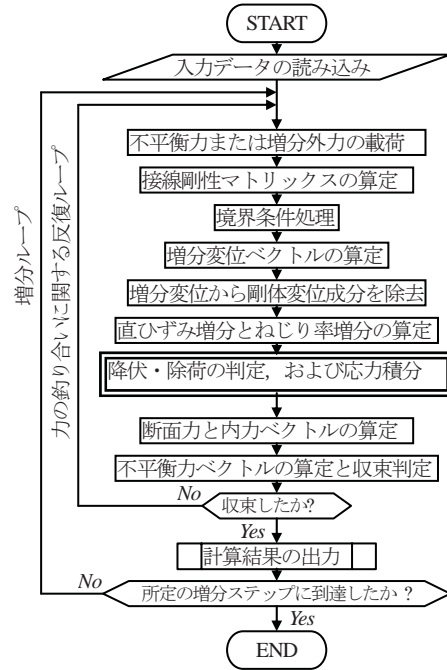 START
入力データの読み込み
不平衡力または増分外力の載荷
接線剛性マトリックスの算定
境界条件処理
増分変位ベクトルの算定
増分変位から剛体変位成分を除去
直ひずみ増分とねじり率増分の算定
降伏・除荷の判定，および応力積分
断面力と内力ベクトルの算定
不平衡力ベクトルの算定と収束判定
No
収束したか?
Yes
計算結果の出力
No
所定の増分ステップに到達したか？
Yes
END
増分ループ
力の釣り合いに関する反復ループ